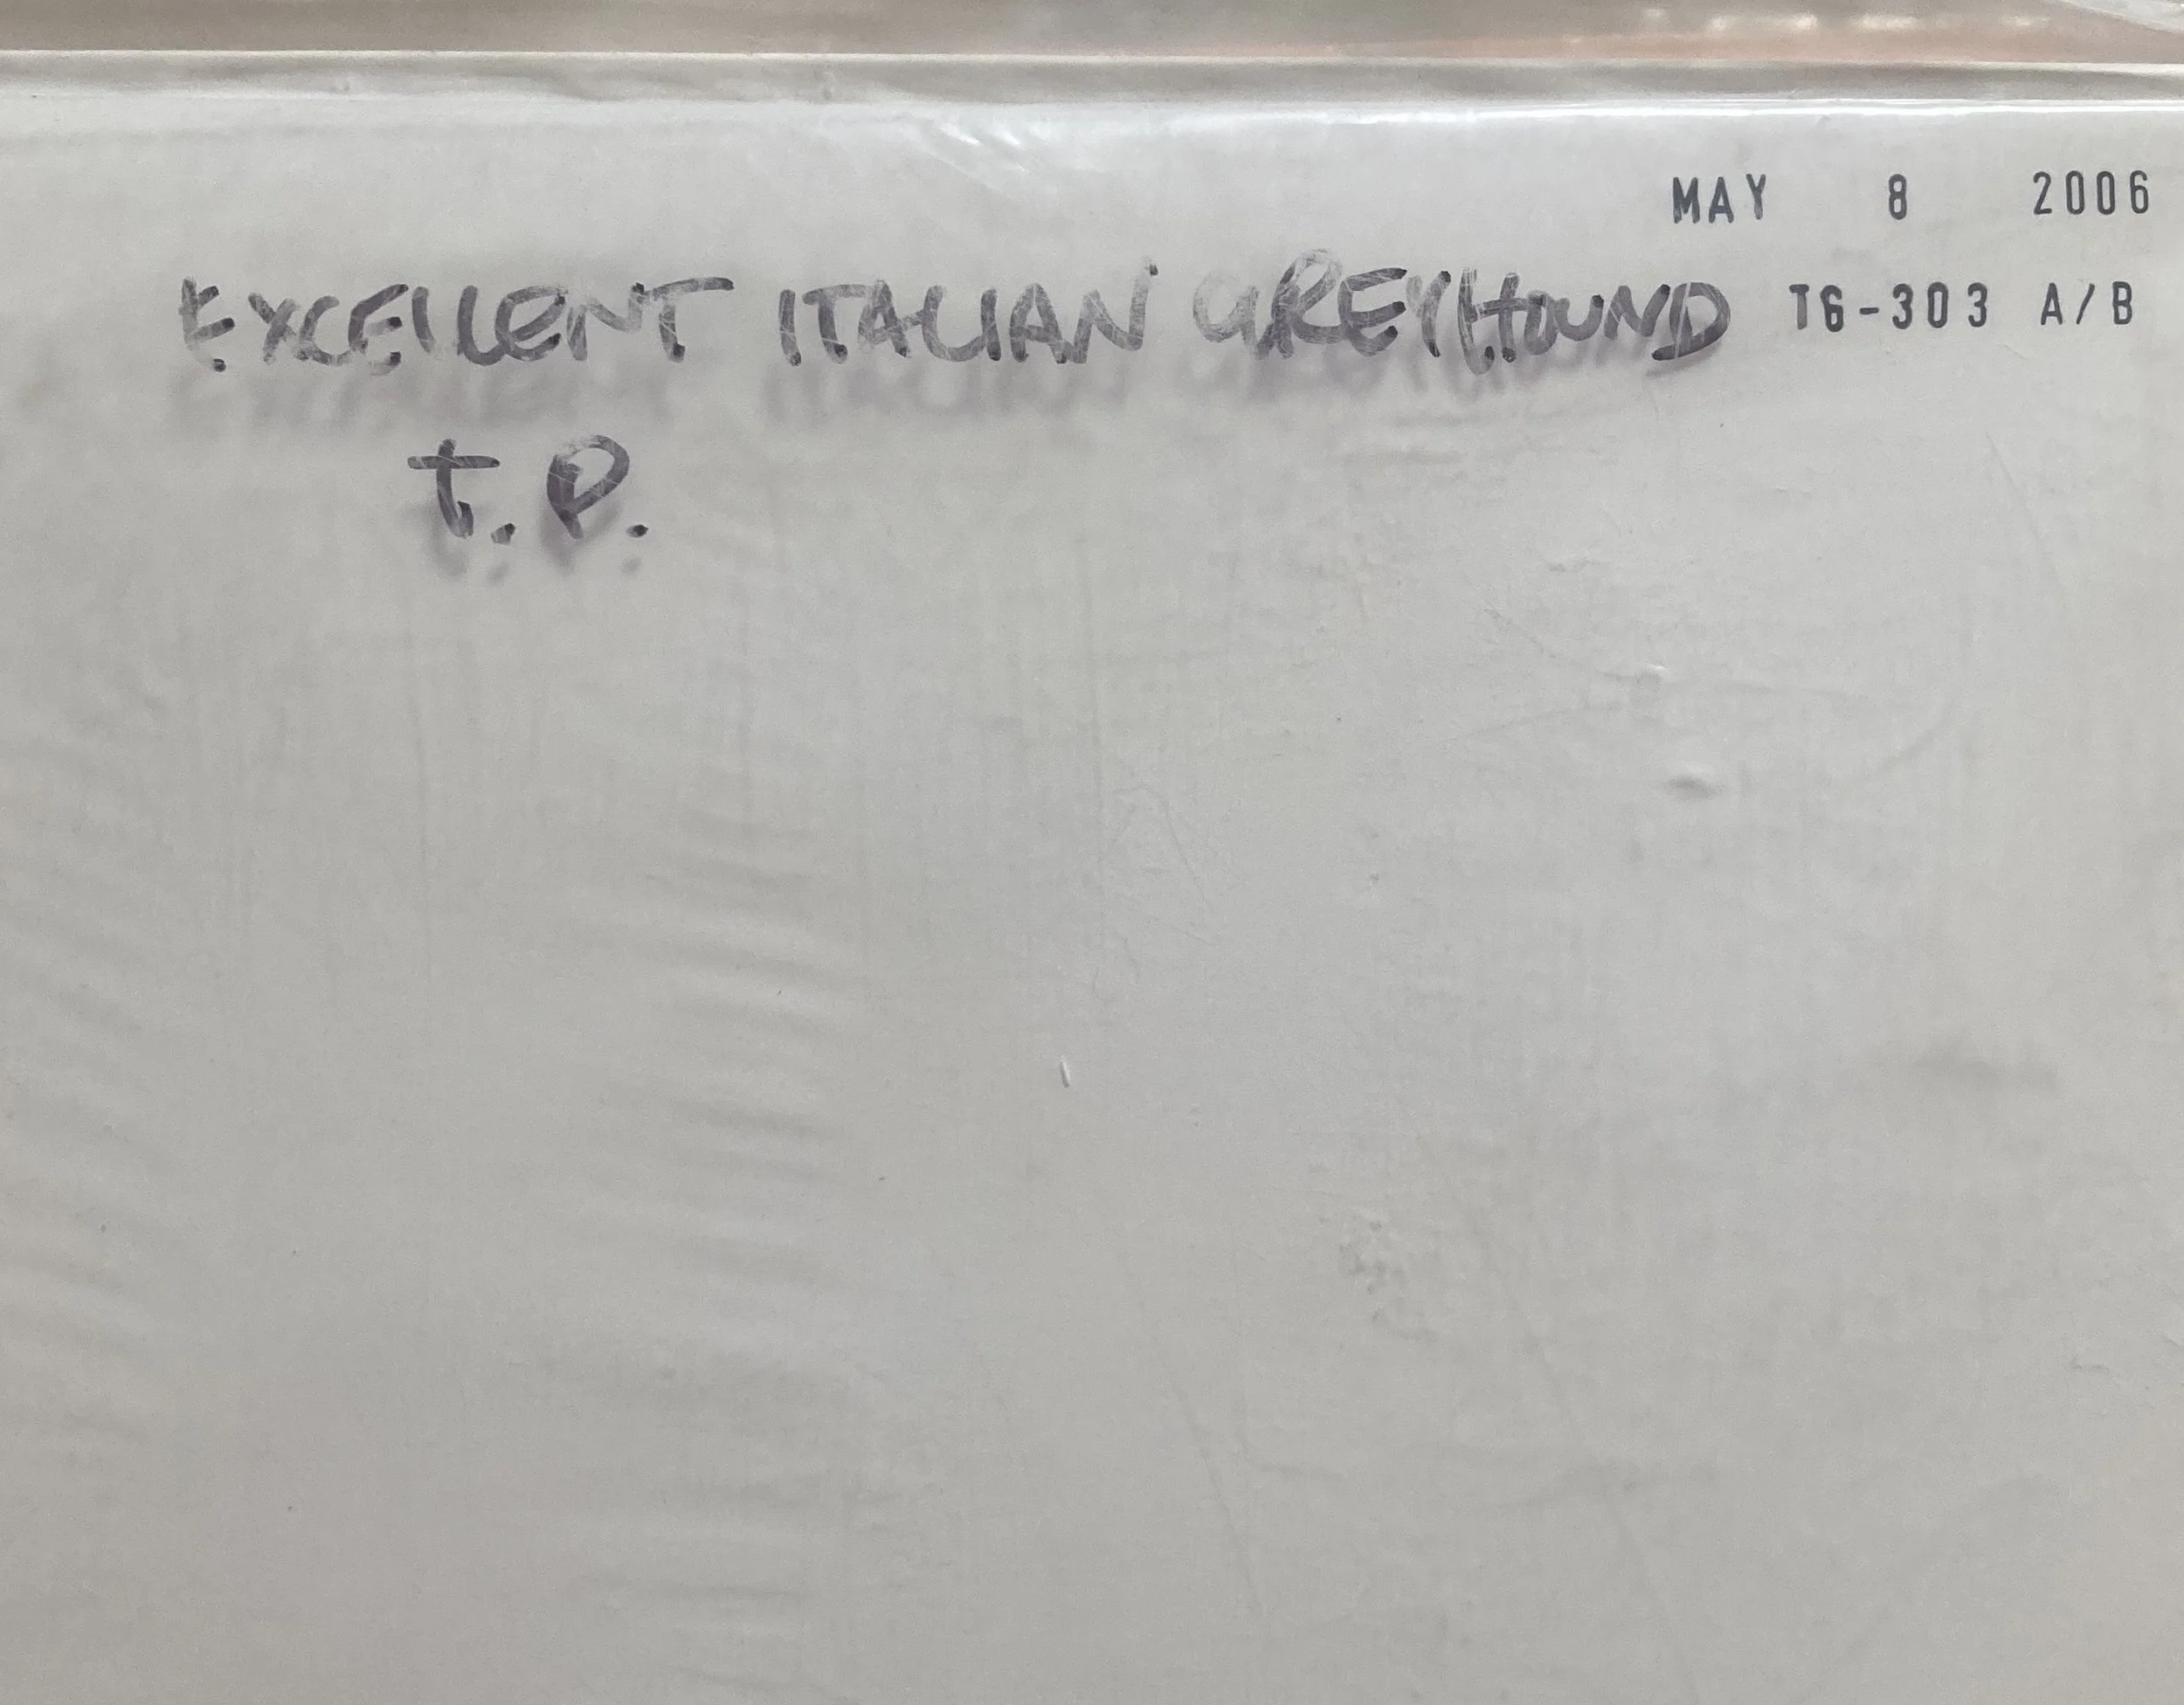 MAY 8 2006
EXCELLENT ITALIAN GREYHOUND T6-303 A/B
T.P.